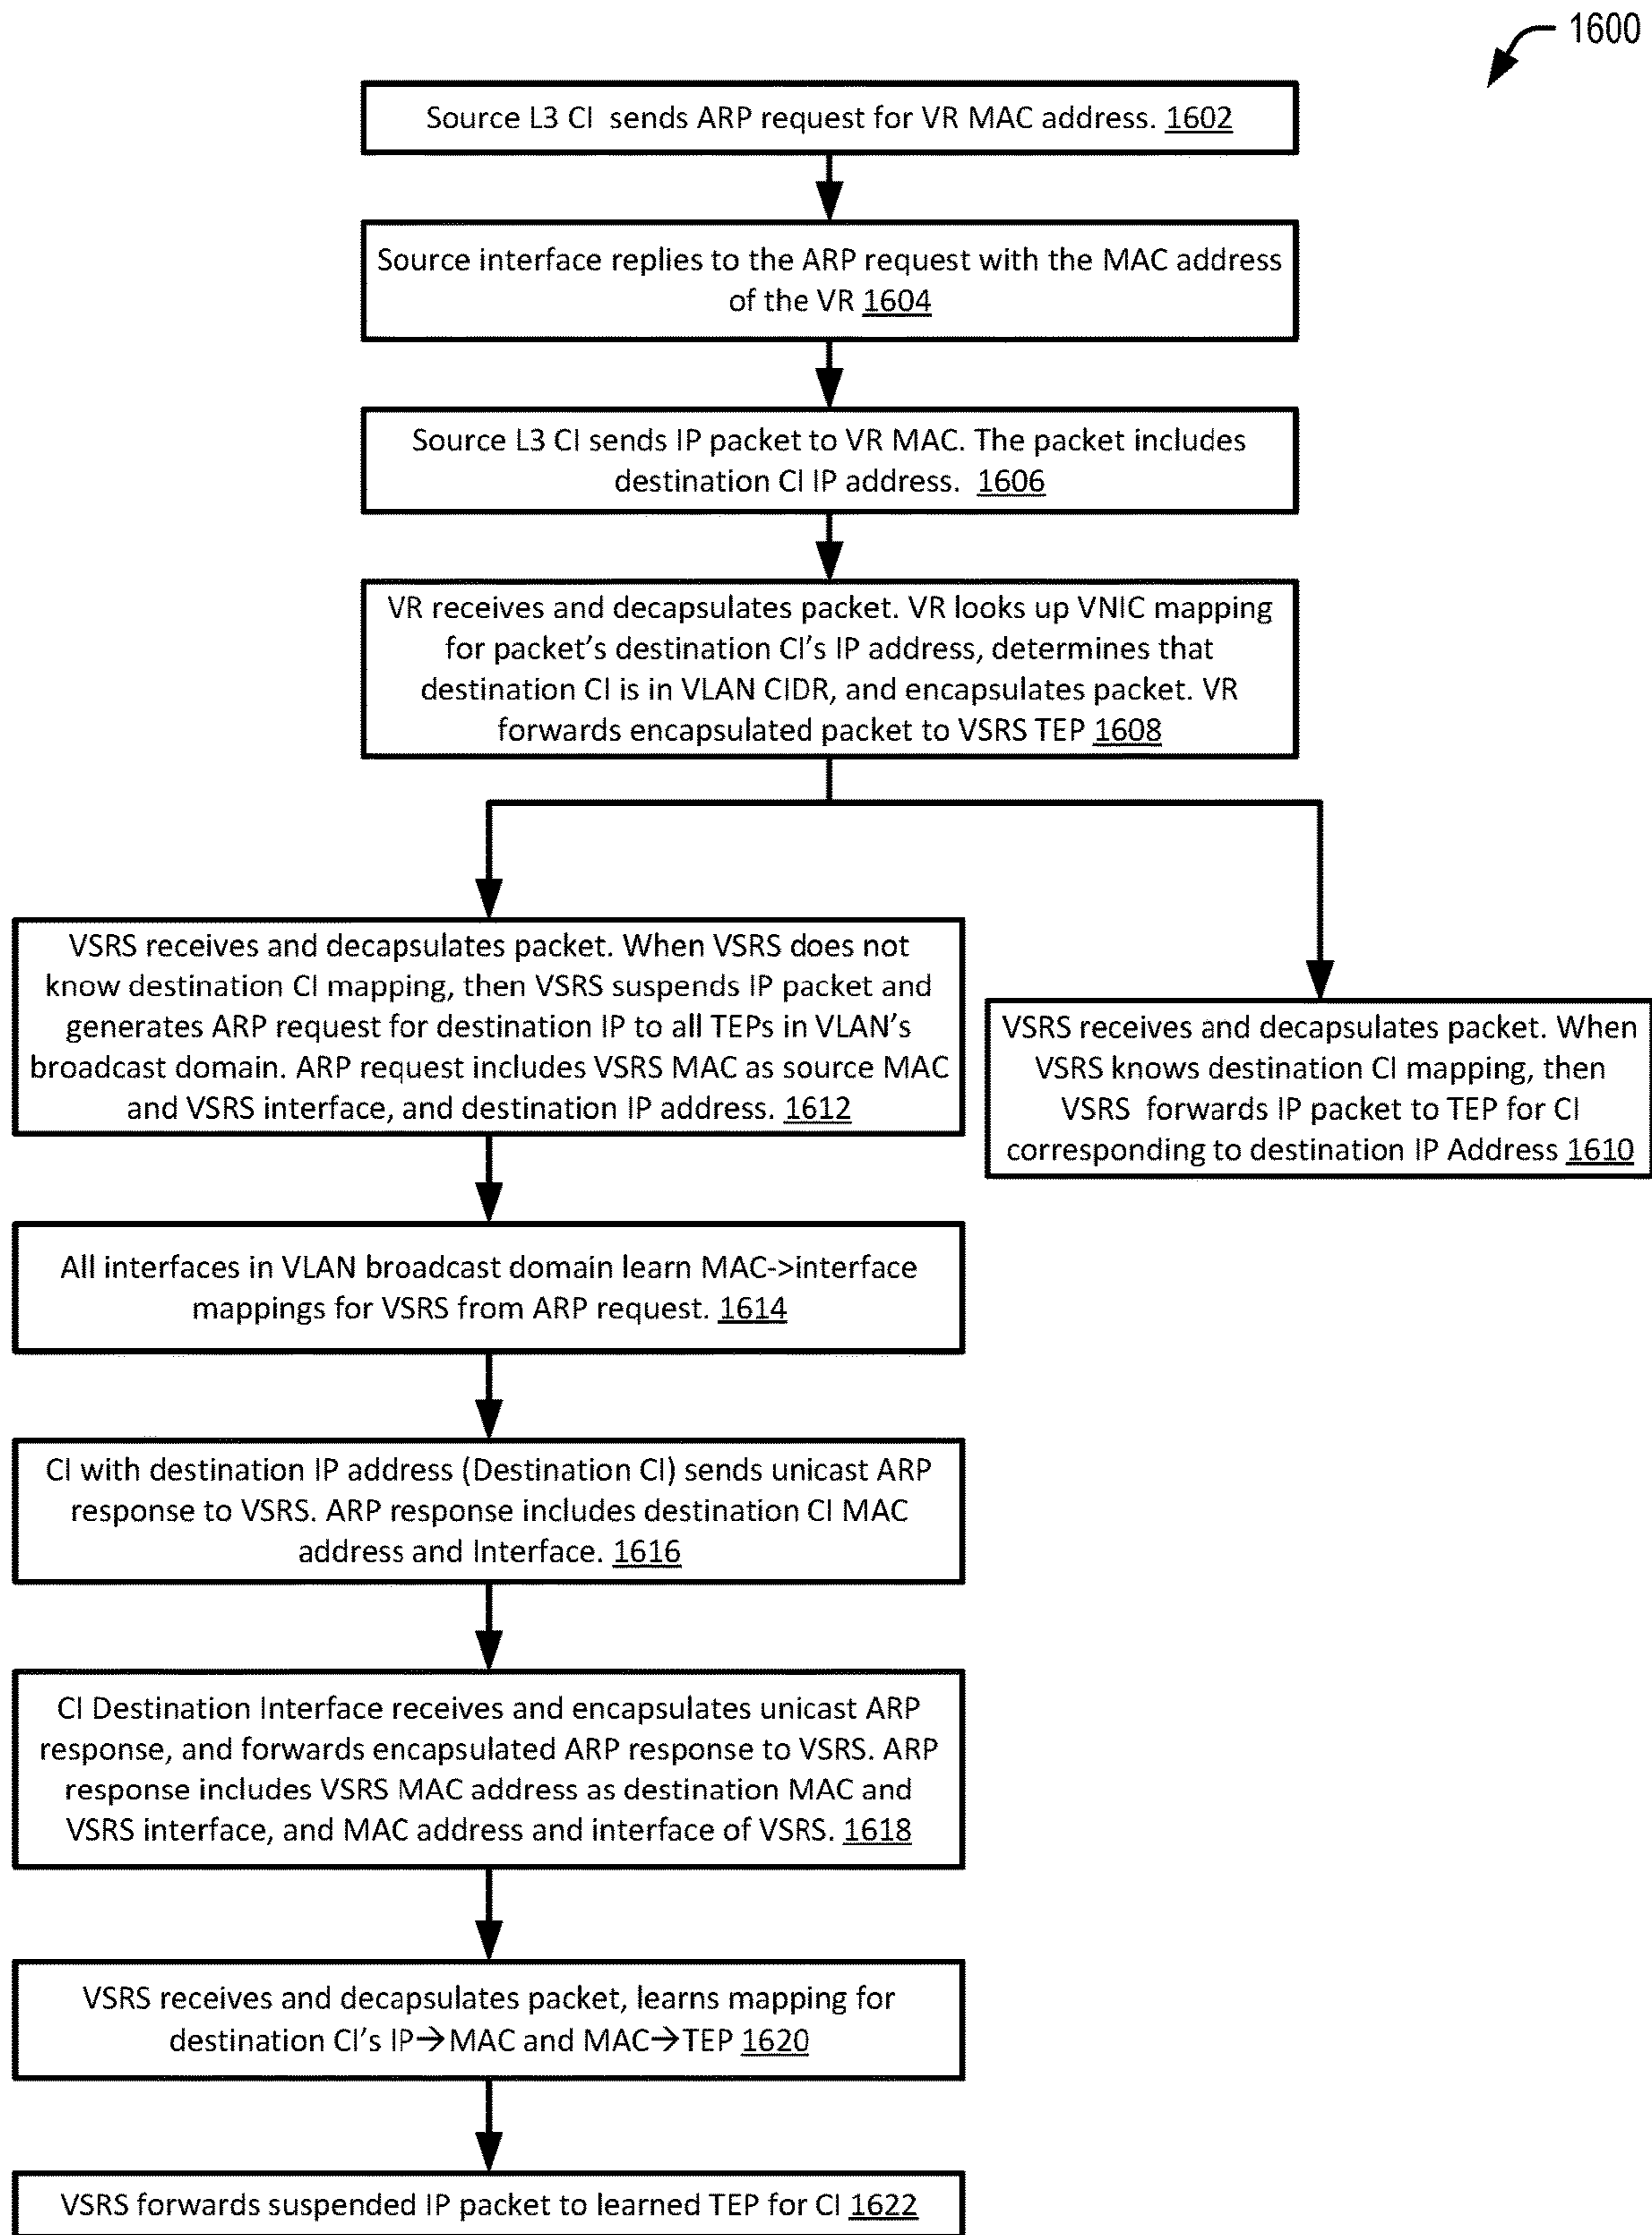 1600
Source L3 CI sends ARP request for VR MAC address. 1602
Source interface replies to the ARP request with the MAC address
of the VR 1604
Source L3 CI sends IP packet to VR MAC. The packet includes
destination CI IP address. 1606
VR receives and decapsulates packet. VR looks up VNIC mapping
for packet's destination CI's IP address, determines that
destination CI is in VLAN CIDR, and encapsulates packet. VR
forwards encapsulated packet to VSRS TEP 1608
VSRS receives and decapsulates packet. When VSRS does not
know destination CI mapping, then VSRS suspends IP packet and
generates ARP request for destination IP to all TEPs in VLAN's
broadcast domain. ARP request includes VSRS MAC as source MAC
and VSRS interface, and destination IP address. 1612
VSRS receives and decapsulates packet. When
VSRS knows destination CI mapping, then
VSRS forwards IP packet to TEP for CI
corresponding to destination IP Address 1610
All interfaces in VLAN broadcast domain learn MAC->interface
mappings for VSRS from ARP request. 1614
CI with destination IP address (Destination CI) sends unicast ARP
response to VSRS. ARP response includes destination CI MAC
address and Interface. 1616
CI Destination Interface receives and encapsulates unicast ARP
response, and forwards encapsulated ARP response to VSRS. ARP
response includes VSRS MAC address as destination MAC and
VSRS interface, and MAC address and interface of VSRS. 1618
VSRS receives and decapsulates packet, learns mapping for
destination CI's IP→MAC and MAC→TEP 1620
VSRS forwards suspended IP packet to learned TEP for CI 1622